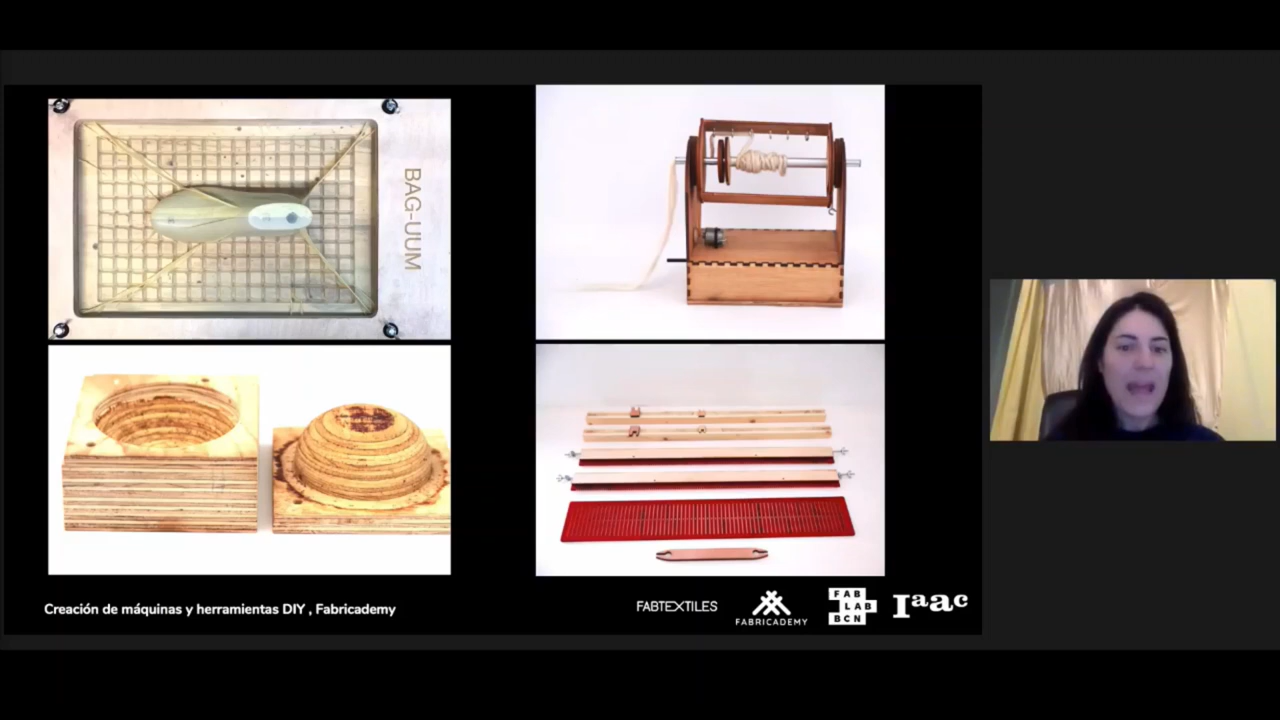 BAG-UUM
Creación de máquinas y herramientas DIY , Fabricademy
FABTEXTILES
FABRICADEMY
FAB
LAB
BCN
Iaac